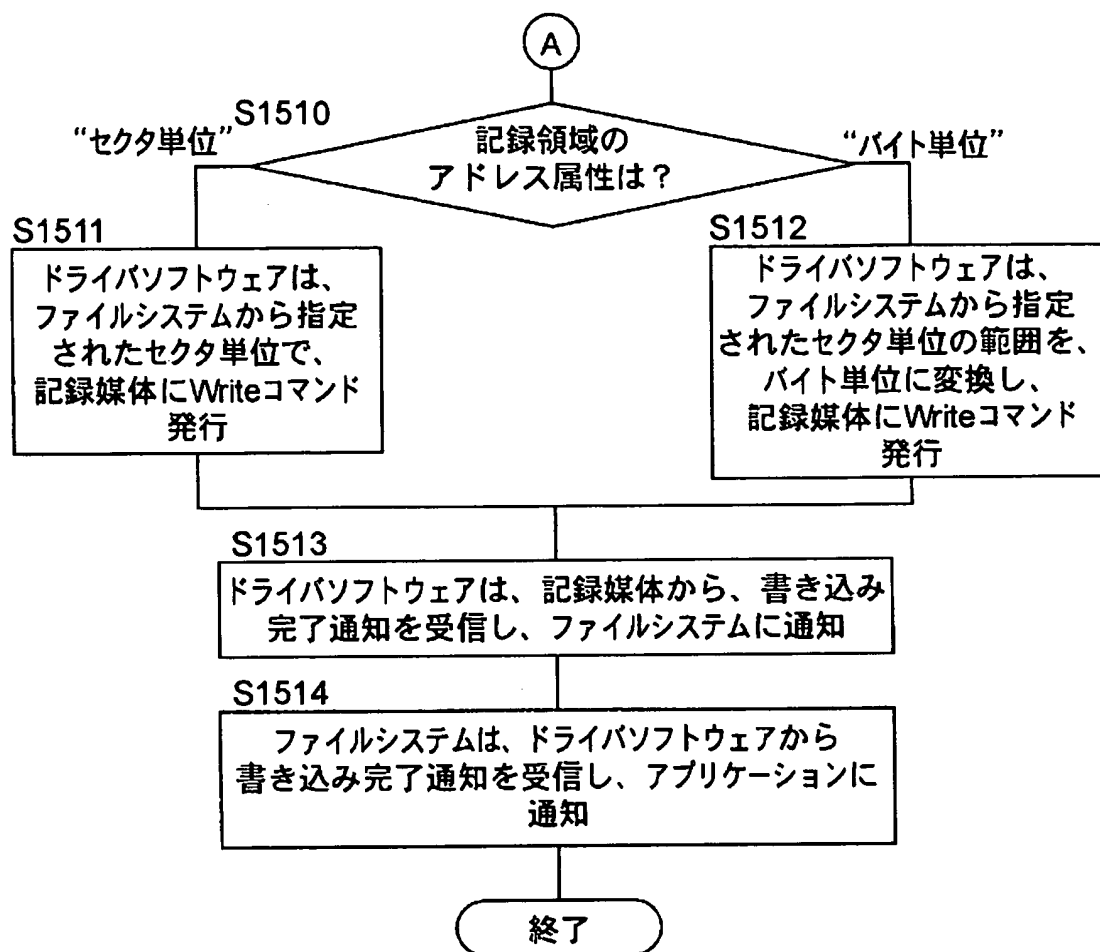 A
S1510
“セクタ単位”
記録領域の
アドレス属性は？
“バイト単位”
S1511
ドライバソフトウェアは、
ファイルシステムから指定
されたセクタ単位で、
記録媒体にWriteコマンド
発行
S1512
ドライバソフトウェアは、
ファイルシステムから指定
されたセクタ単位の範囲を、
バイト単位に変換し、
記録媒体にWriteコマンド
発行
S1513
ドライバソフトウェアは、記録媒体から、書き込み
完了通知を受信し、ファイルシステムに通知
S1514
ファイルシステムは、ドライバソフトウェアから
書き込み完了通知を受信し、アプリケーションに
通知
終了